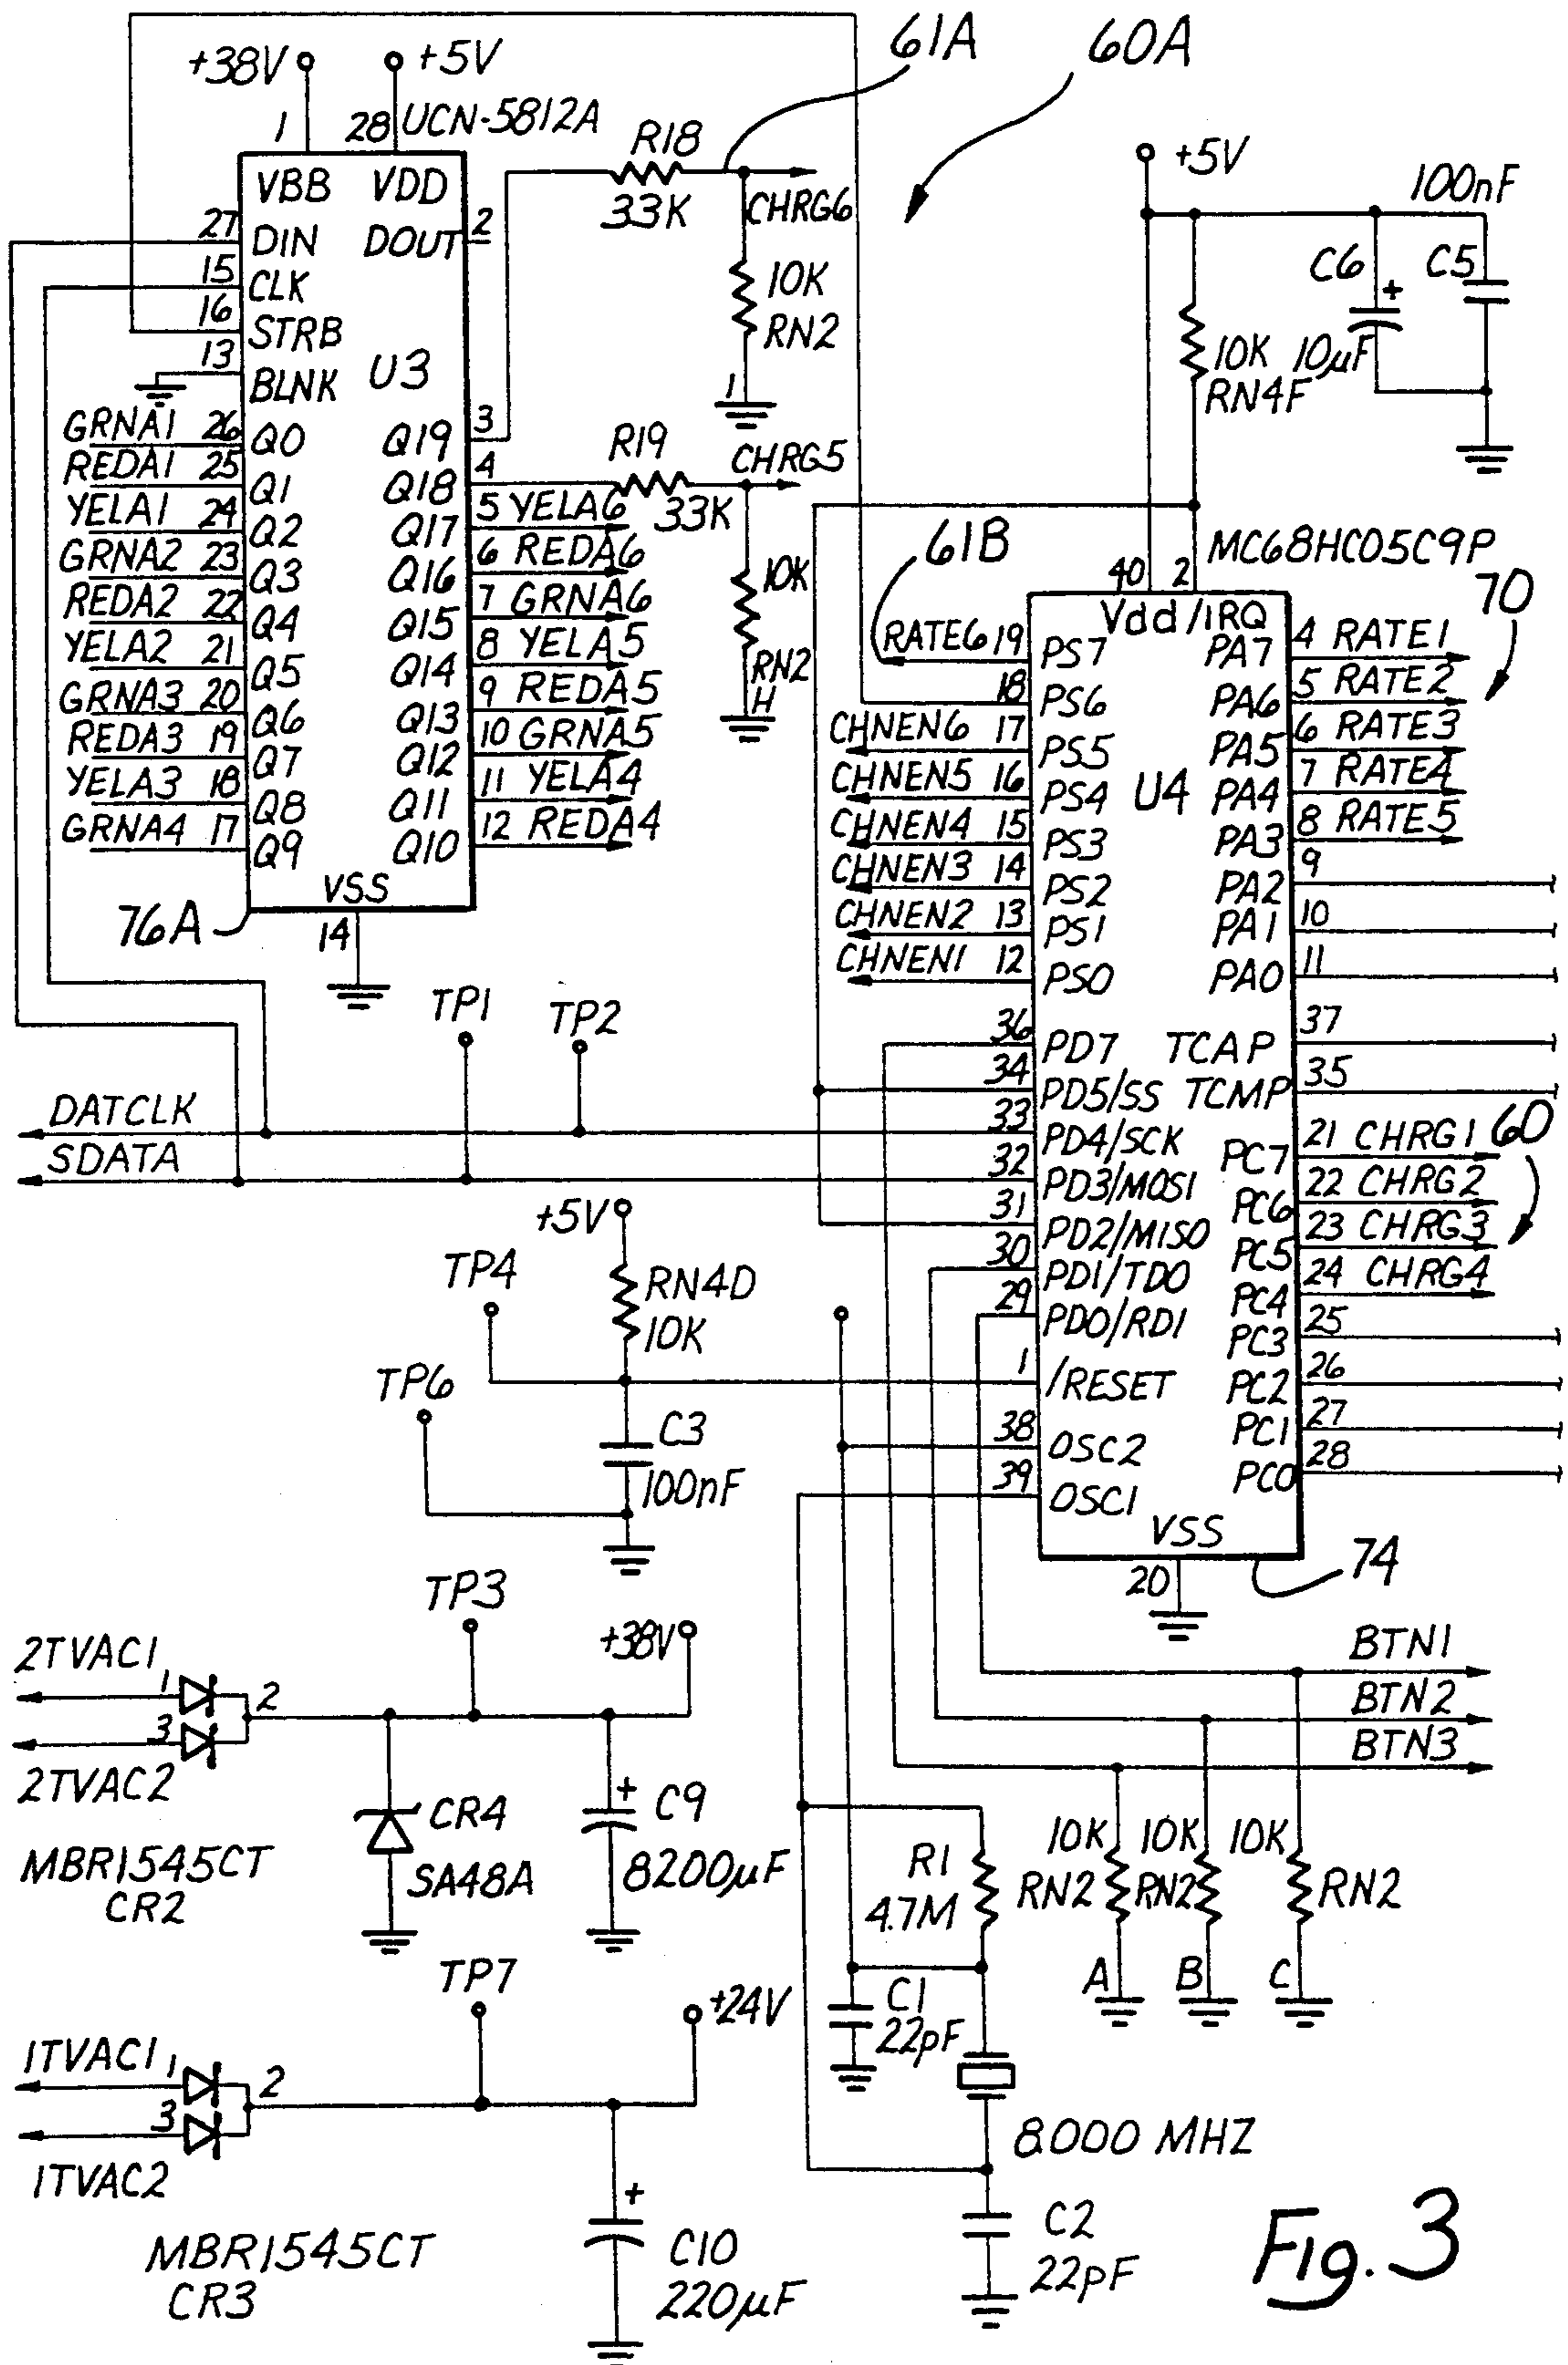 61A
60A
+38V
+5V
1
28
UCN-5812A
VBB
VDD
27
DIN
DOUT
2
15
CLK
16
STRB
13
BLNK
U3
R18
33K
CHRG6
10K
RN2
1
GRNA1 26 Q0
REDA1 25 Q1
YELA1 24 Q2
GRNA2 23 Q3
REDA2 22 Q4
YELA2 21 Q5
GRNA3 20 Q6
REDA3 19 Q7
YELA3 18 Q8
GRNA4 17 Q9
Q19 3
Q18 4
Q17 5 YELA6
Q16 6 REDA6
Q15 7 GRNA6
Q14 8 YELA5
Q13 9 REDA5
Q12 10 GRNA5
Q11 11 YELA4
Q10 12 REDA4
VSS
14
76A
R19
33K
CHRG5
10K
RN2
H
+5V
100nF
C6
+
10µF
C5
10K
RN4F
61B
MC68HC05C9P
70
40
2
Vdd
/IRQ
U4
RATE6 19 PS7
18 PS6
CHNEN6 17 PS5
CHNEN5 16 PS4
CHNEN4 15 PS3
CHNEN3 14 PS2
CHNEN2 13 PS1
CHNEN1 12 PS0
36 PD7
34 PD5/SS
33 PD4/SCK
32 PD3/MOSI
31 PD2/MISO
30 PD1/TDO
29 PD0/RDI
1 /RESET
38 OSC2
39 OSC1
PA7 4 RATE1
PA6 5 RATE2
PA5 6 RATE3
PA4 7 RATE4
PA3 8 RATE5
PA2 9
PA1 10
PA0 11
TCAP 37
TCMP 35
60
PC7 21 CHRG1
PC6 22 CHRG2
PC5 23 CHRG3
PC4 24 CHRG4
PC3 25
PC2 26
PC1 27
PC0 28
VSS
20
74
TP1
TP2
DATCLK
SDATA
+5V
TP4
RN4D
10K
TP6
C3
100nF
TP3
+38V
2TVAC1
1
2
3
2TVAC2
MBR1545CT
CR2
CR4
SA48A
+
C9
8200µF
TP7
+24V
1TVAC1
1
2
3
1TVAC2
MBR1545CT
CR3
+
C10
220µF
BTN1
BTN2
BTN3
R1
4.7M
10K
RN2
A
10K
RN2
B
10K
RN2
C
C1
22pF
8.000 MHZ
C2
22pF
Fig. 3